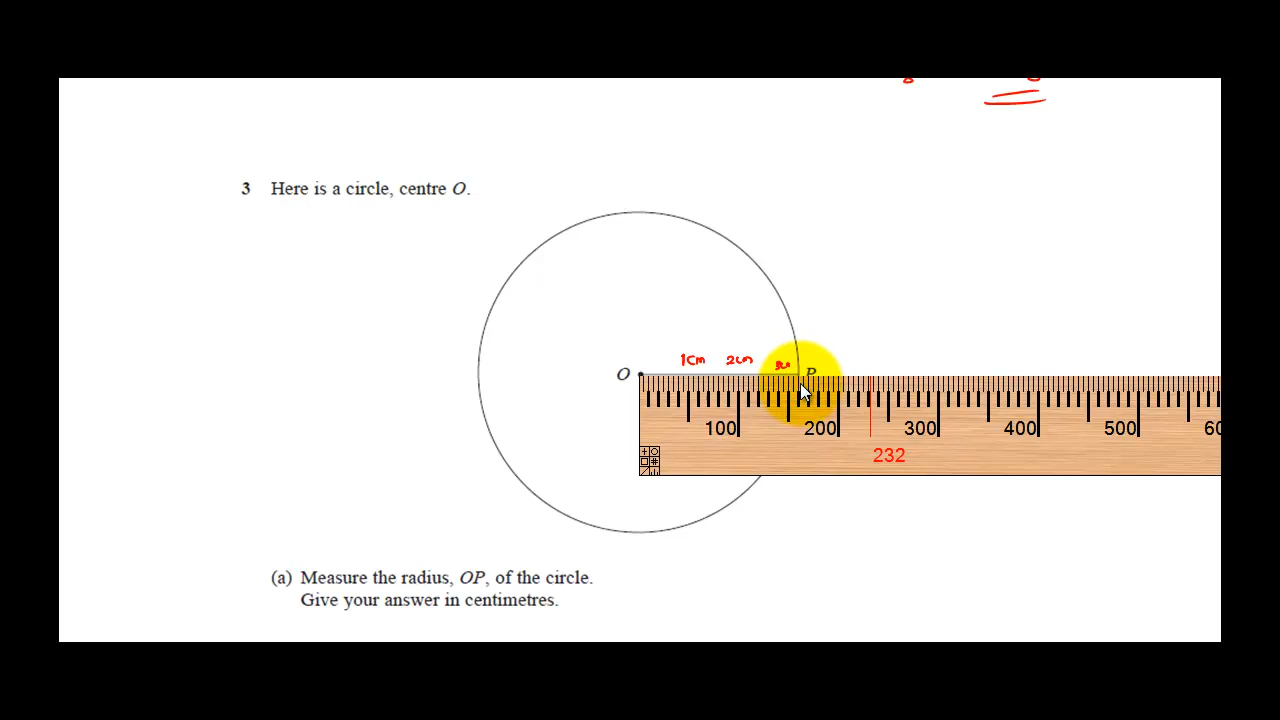 3 Here is a circle, centre O.
1cm 2cm
O P
100 200 300 400 500
232
(a) Measure the radius, OP, of the circle.
Give your answer in centimetres.